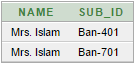 NAME SUB_ID
Mrs. Islam Ban-401
Mrs. Islam Ban-701